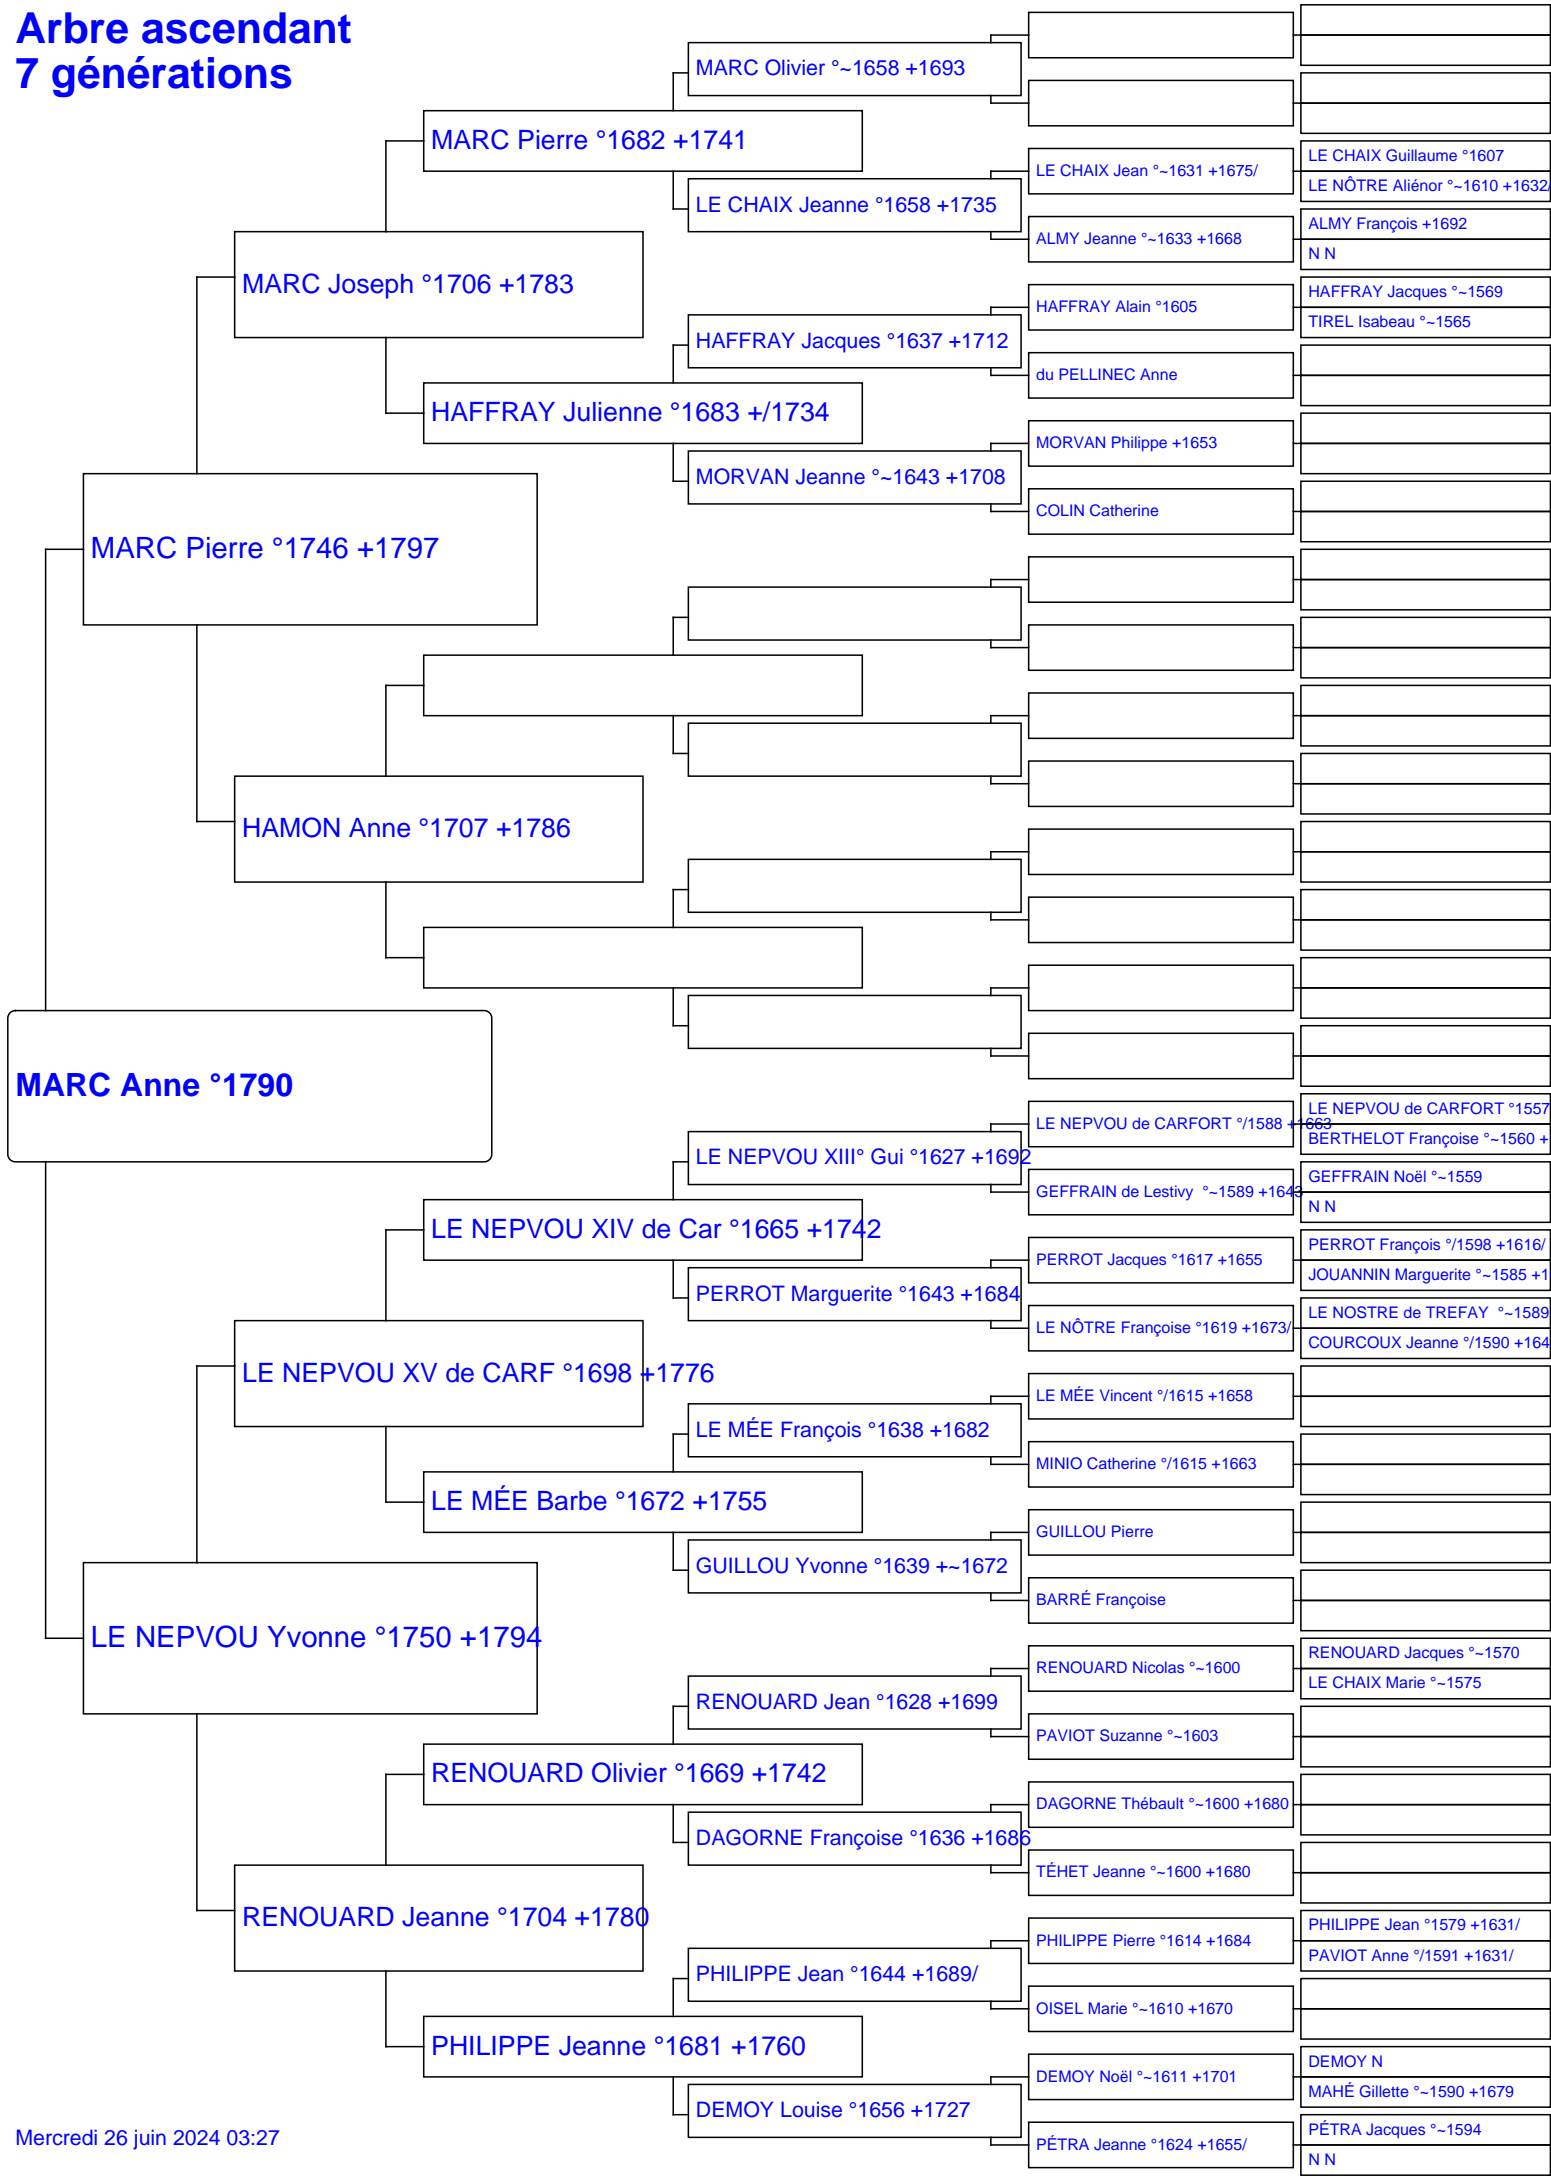 Arbre ascendant
7 générations
MARC Olivier °~1658 +1693
MARC Pierre °1682 +1741
LE CHAIX Jean °~1631 +1675/
LE CHAIX Guillaume °1607
LE NÔTRE Aliénor °~1610 +1632/
LE CHAIX Jeanne °1658 +1735
ALMY Jeanne °~1633 +1668
ALMY François +1692
N N
MARC Joseph °1706 +1783
HAFFRAY Alain °1605
HAFFRAY Jacques °~1569
TIREL Isabeau °~1565
HAFFRAY Jacques °1637 +1712
du PELLINEC Anne
HAFFRAY Julienne °1683 +/1734
MORVAN Philippe +1653
MORVAN Jeanne °~1643 +1708
COLIN Catherine
MARC Pierre °1746 +1797
HAMON Anne °1707 +1786
MARC Anne °1790
LE NEPVOU de CARFORT °/1588 +1663
LE NEPVOU de CARFORT °1557
BERTHELOT Françoise °~1560 +
LE NEPVOU XIII° Gui °1627 +1692
GEFFRAIN de Lestivy  °~1589 +1643
GEFFRAIN Noël °~1559
N N
LE NEPVOU XIV de Car °1665 +1742
PERROT Jacques °1617 +1655
PERROT François °/1598 +1616/
JOUANNIN Marguerite °~1585 +1
PERROT Marguerite °1643 +1684
LE NÔTRE Françoise °1619 +1673/
LE NOSTRE de TREFAY  °~1589
COURCOUX Jeanne °/1590 +164
LE NEPVOU XV de CARF °1698 +1776
LE MÉE Vincent °/1615 +1658
LE MÉE François °1638 +1682
MINIO Catherine °/1615 +1663
LE MÉE Barbe °1672 +1755
GUILLOU Pierre
GUILLOU Yvonne °1639 +~1672
BARRÉ Françoise
LE NEPVOU Yvonne °1750 +1794
RENOUARD Nicolas °~1600
RENOUARD Jacques °~1570
LE CHAIX Marie °~1575
RENOUARD Jean °1628 +1699
PAVIOT Suzanne °~1603
RENOUARD Olivier °1669 +1742
DAGORNE Thébault °~1600 +1680
DAGORNE Françoise °1636 +1686
TÉHET Jeanne °~1600 +1680
RENOUARD Jeanne °1704 +1780
PHILIPPE Pierre °1614 +1684
PHILIPPE Jean °1579 +1631/
PAVIOT Anne °/1591 +1631/
PHILIPPE Jean °1644 +1689/
OISEL Marie °~1610 +1670
PHILIPPE Jeanne °1681 +1760
DEMOY Noël °~1611 +1701
DEMOY N
MAHÉ Gillette °~1590 +1679
DEMOY Louise °1656 +1727
PÉTRA Jeanne °1624 +1655/
PÉTRA Jacques °~1594
N N
Mercredi 26 juin 2024 03:27